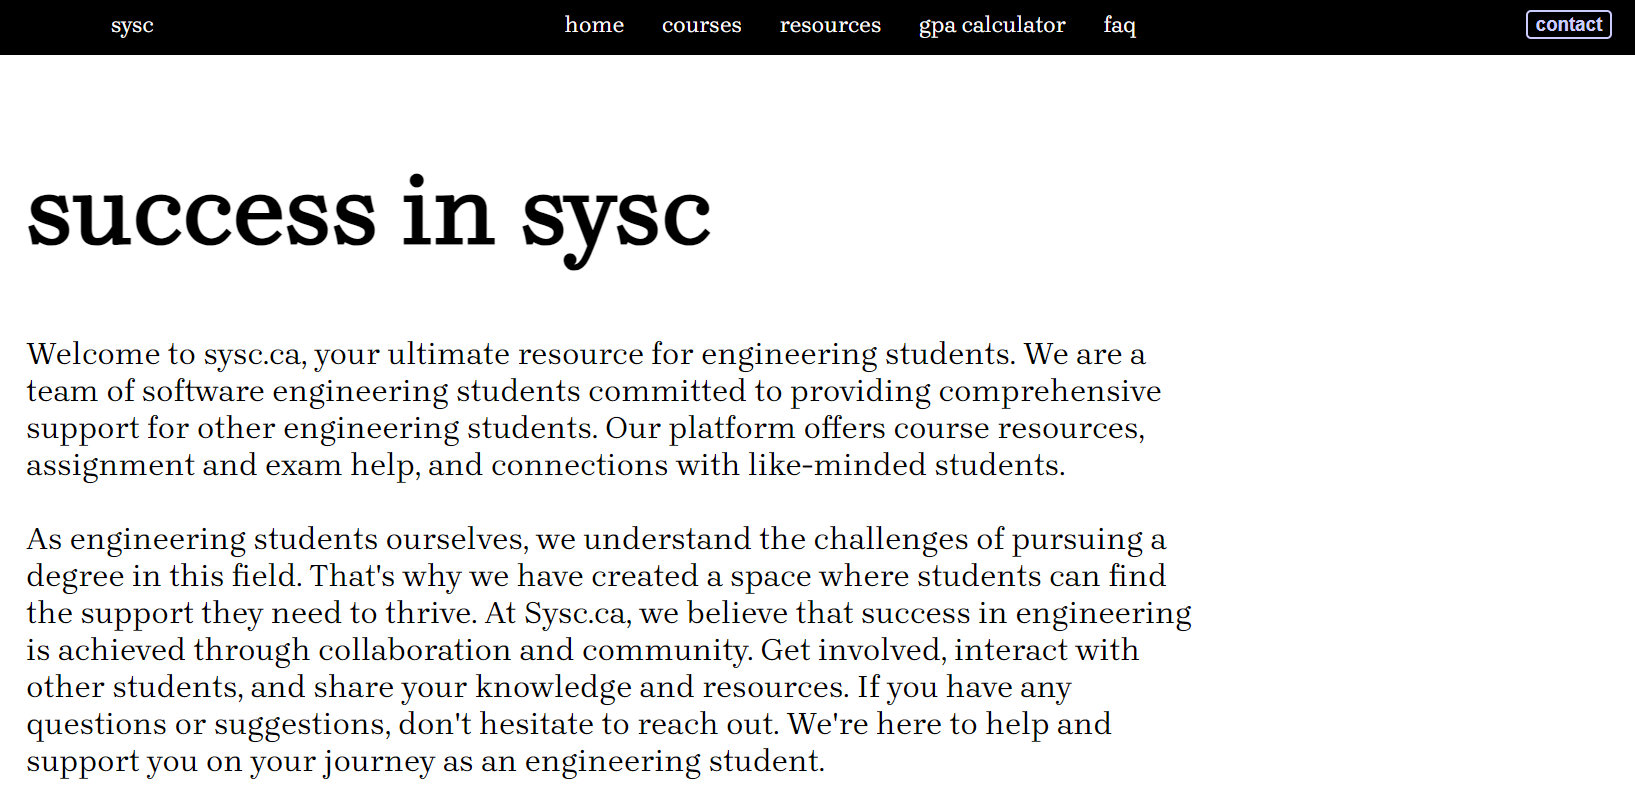 sysc home courses resources gpa calculator faq contact
success in sysc
Welcome to sysc.ca, your ultimate resource for engineering students. We are a
team of software engineering students committed to providing comprehensive
support for other engineering students. Our platform offers course resources,
assignment and exam help, and connections with like-minded students.
As engineering students ourselves, we understand the challenges of pursuing a
degree in this field. That's why we have created a space where students can find
the support they need to thrive. At Sysc.ca, we believe that success in engineering
is achieved through collaboration and community. Get involved, interact with
other students, and share your knowledge and resources. If you have any
questions or suggestions, don't hesitate to reach out. We're here to help and
support you on your journey as an engineering student.